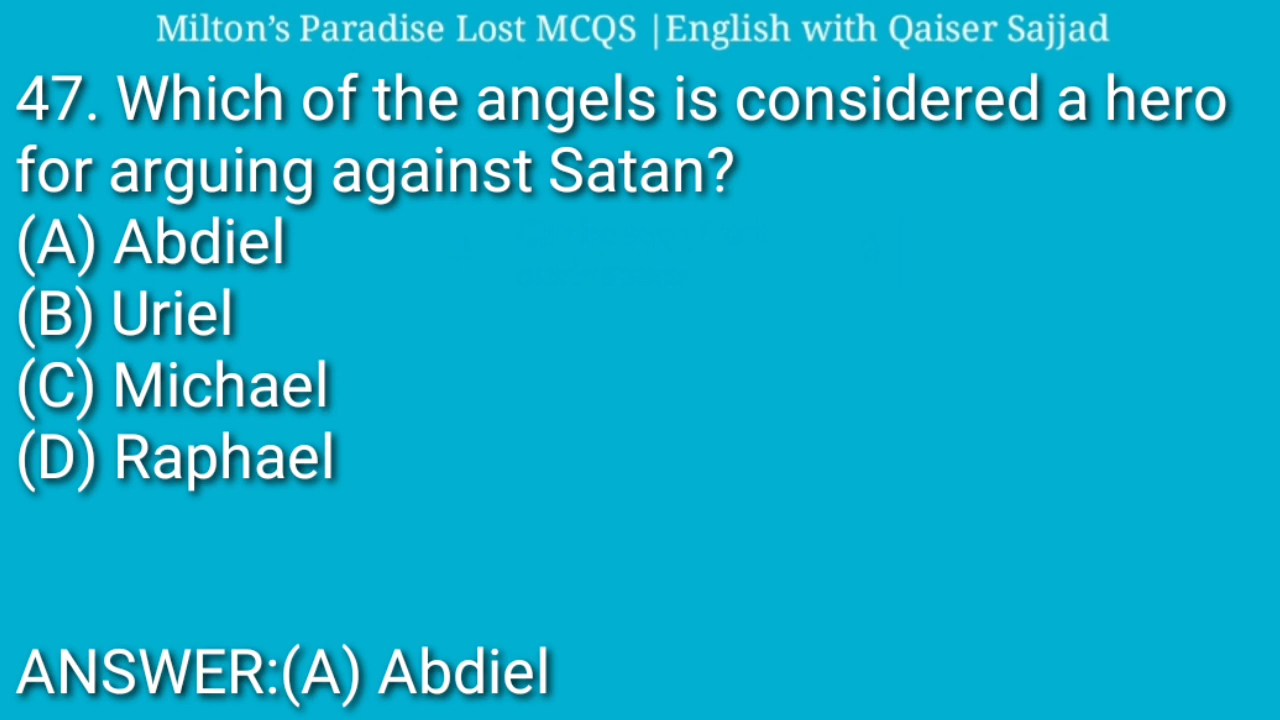 Milton’s Paradise Lost MCQS |English with Qaiser Sajjad
47. Which of the angels is considered a hero
for arguing against Satan?
(A) Abdiel
(B) Uriel
(C) Michael
(D) Raphael
ANSWER:(A) Abdiel